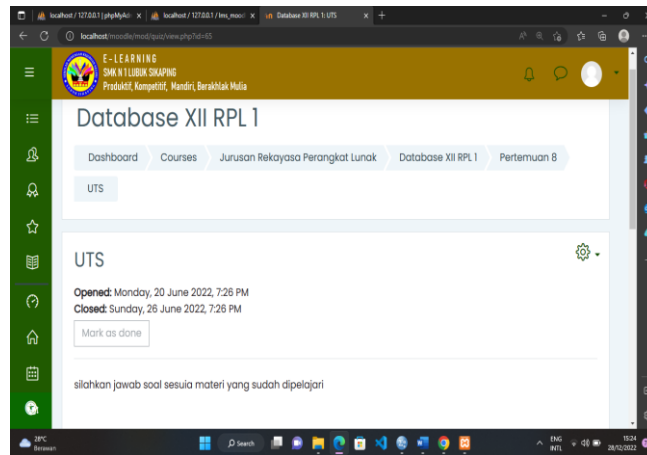 localhost / 127.0.0.1 | phpMyAd
localhost / 127.0.0.1 / lms_mood
Database XII RPL 1: UTS
localhost/moodle/mod/quiz/view.php?id=65
E-LEARNING
SMK N 1 LUBUK SIKAPING
Produktif, Kompetitif, Mandiri, Berakhlak Mulia
Database XII RPL 1
Dashboard Courses Jurusan Rekayasa Perangkat Lunak Database XII RPL 1 Pertemuan 8
UTS
UTS
Opened: Monday, 20 June 2022, 7:26 PM
Closed: Sunday, 26 June 2022, 7:26 PM
Mark as done
silahkan jawab soal sesuia materi yang sudah dipelajari
28°C
Berawan
Search
ENG
INTL
15:24
28/12/2022